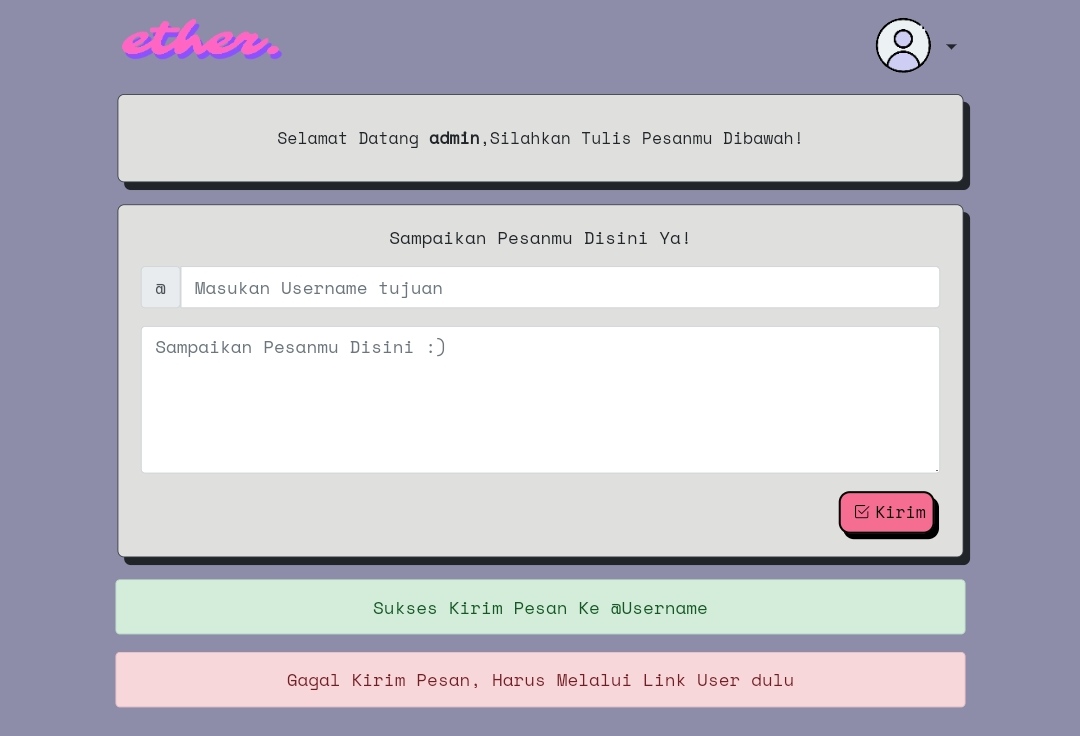 ether.
Selamat Datang admin,Silahkan Tulis Pesanmu Dibawah!
Sampaikan Pesanmu Disini Ya!
@ Masukan Username tujuan
Sampaikan Pesanmu Disini :)
Kirim
Sukses Kirim Pesan Ke @Username
Gagal Kirim Pesan, Harus Melalui Link User dulu